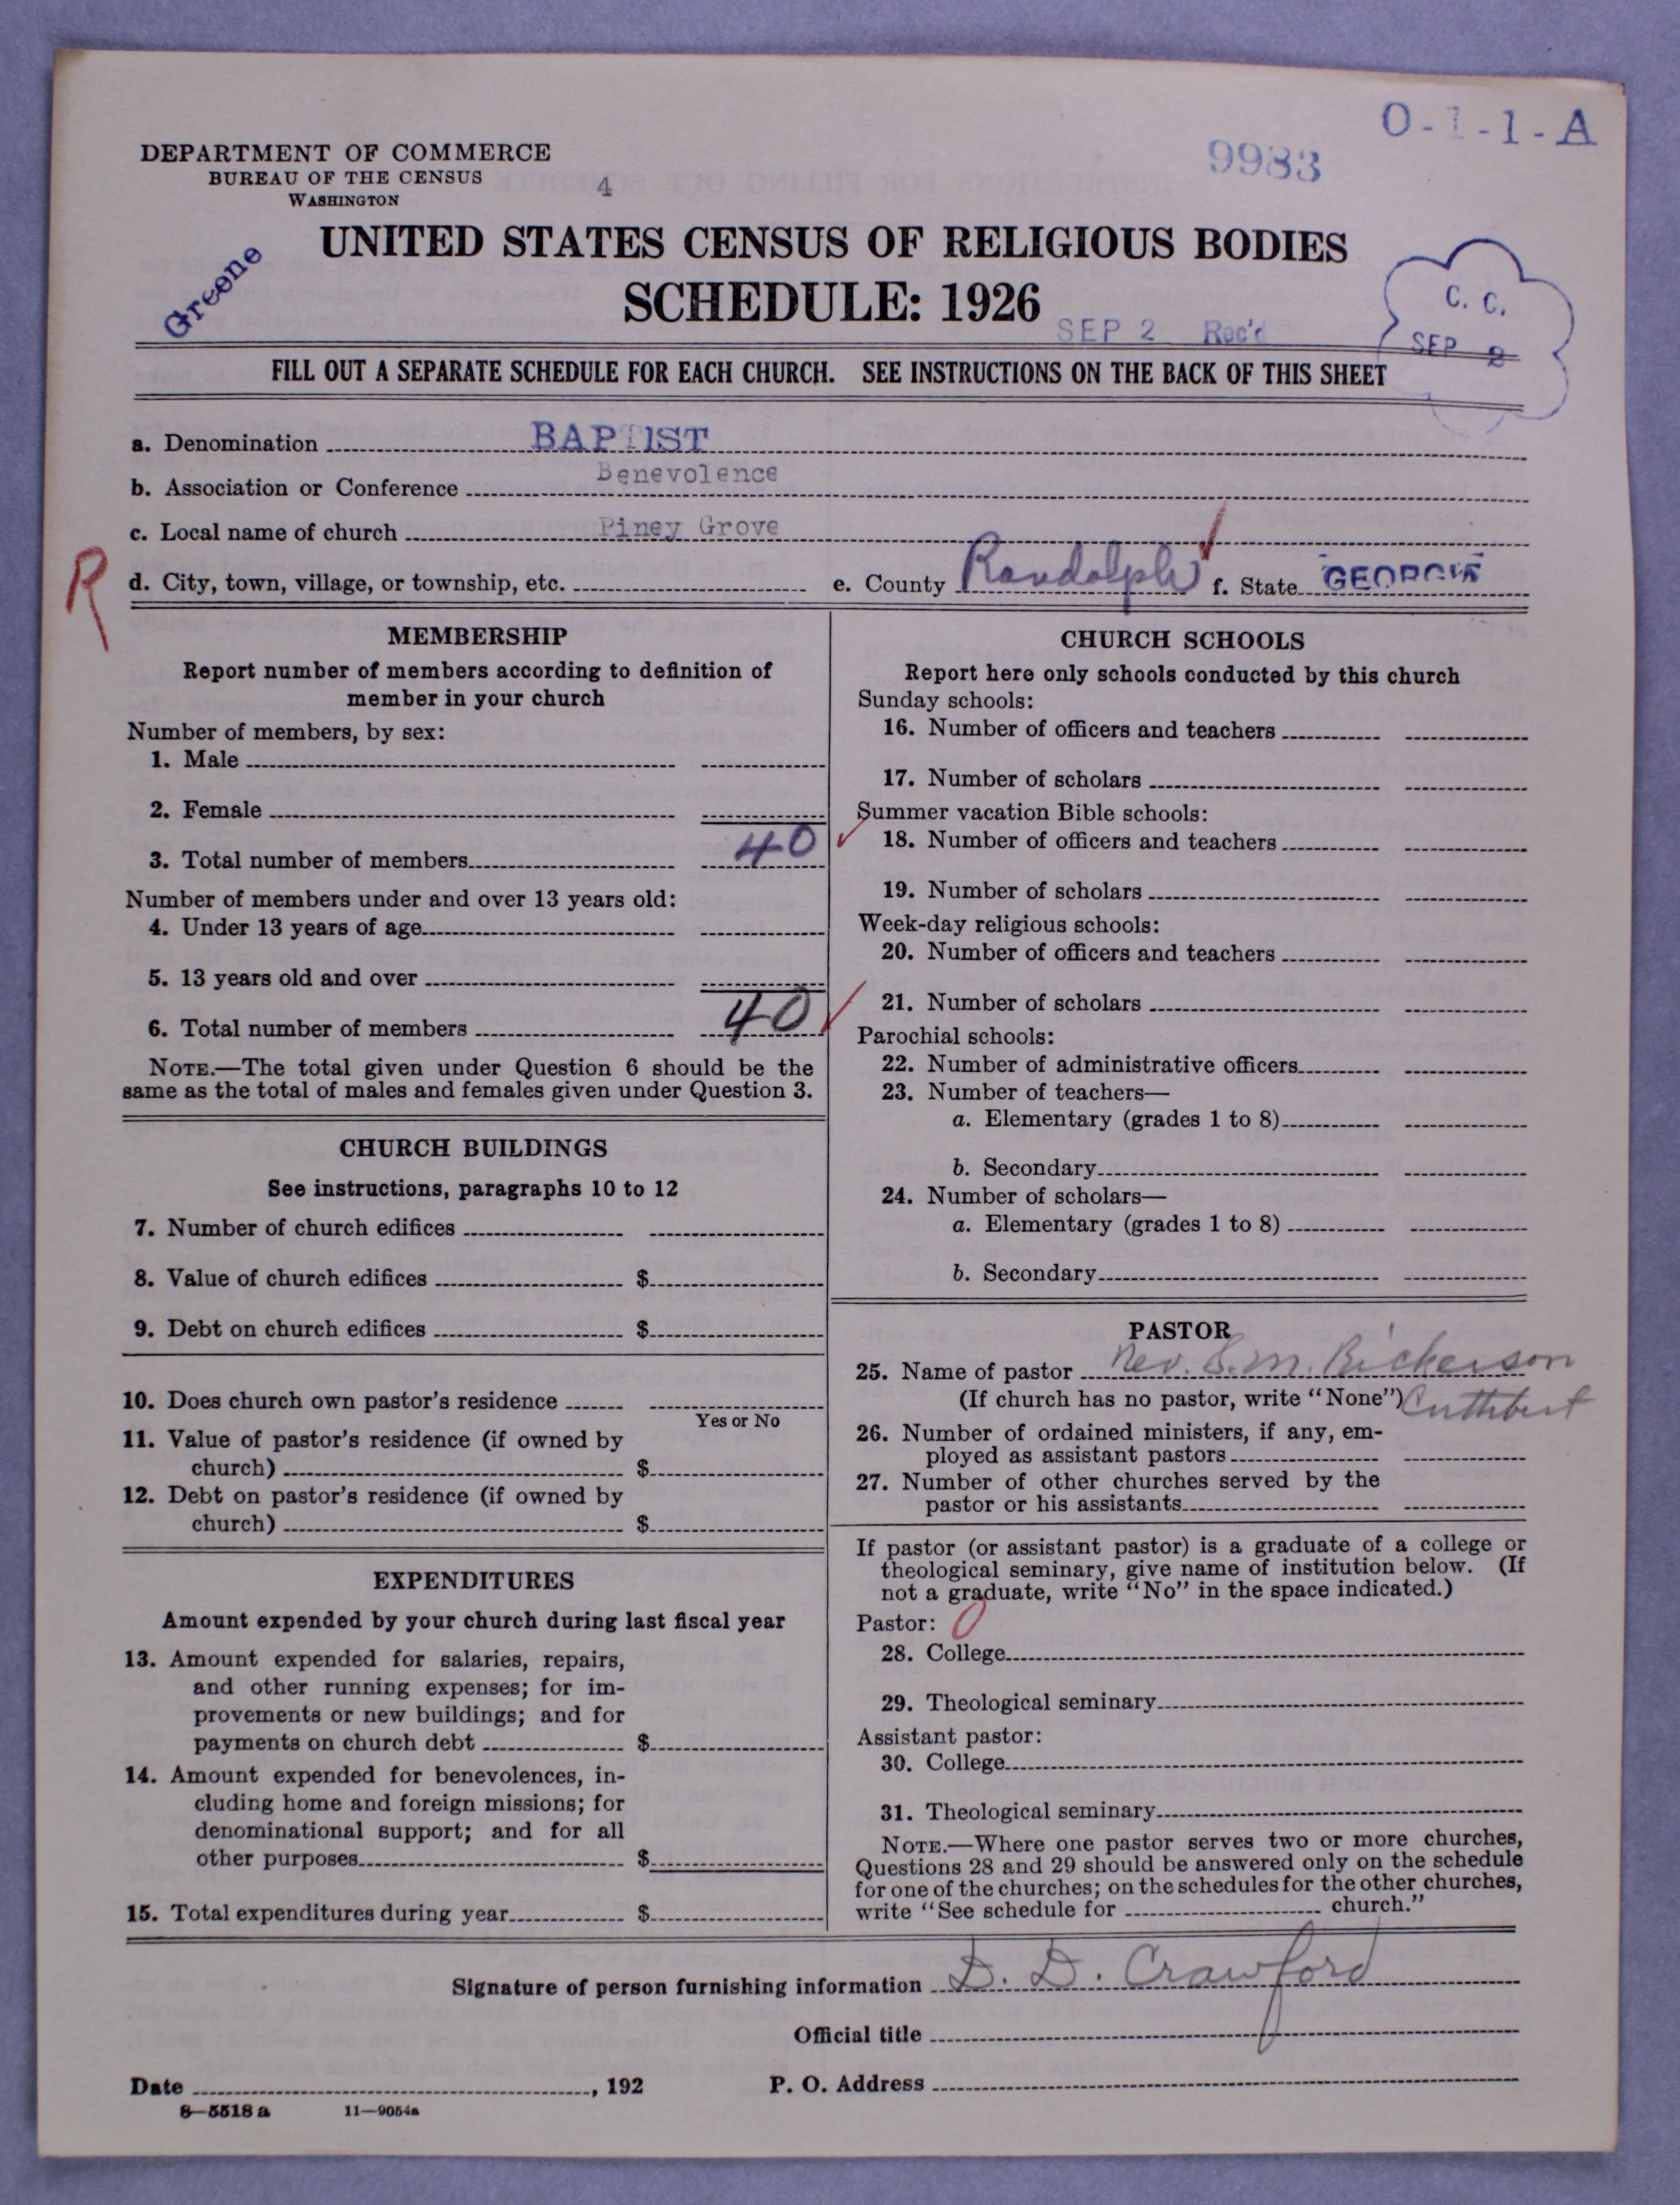 O-1-1-A
9983
DEPARTMENT OF COMMERCE
BUREAU OF THE CENSUS
WASHINGTON
4
Greene
UNITED STATES CENSUS OF RELIGIOUS BODIES
SCHEDULE: 1926
SEP 2 Rec'd
C. C.
SEP 2
FILL OUT A SEPARATE SCHEDULE FOR EACH CHURCH. SEE INSTRUCTIONS ON THE BACK OF THIS SHEET
a. Denomination BAPTIST
b. Association or Conference Benevolence
c. Local name of church Piney Grove
R
d. City, town, village, or township, etc. e. County Randolph f. State GEORGIA
MEMBERSHIP
Report number of members according to definition of
member in your church
Number of members, by sex:
1. Male
2. Female
3. Total number of members 40
Number of members under and over 13 years old:
4. Under 13 years of age
5. 13 years old and over
6. Total number of members 40
NOTE.—The total given under Question 6 should be the
same as the total of males and females given under Question 3.
CHURCH BUILDINGS
See instructions, paragraphs 10 to 12
7. Number of church edifices
8. Value of church edifices $
9. Debt on church edifices $
10. Does church own pastor's residence
Yes or No
11. Value of pastor's residence (if owned by
church) $
12. Debt on pastor's residence (if owned by
church) $
EXPENDITURES
Amount expended by your church during last fiscal year
13. Amount expended for salaries, repairs,
and other running expenses; for im-
provements or new buildings; and for
payments on church debt $
14. Amount expended for benevolences, in-
cluding home and foreign missions; for
denominational support; and for all
other purposes $
15. Total expenditures during year $
CHURCH SCHOOLS
Report here only schools conducted by this church
Sunday schools:
16. Number of officers and teachers
17. Number of scholars
Summer vacation Bible schools:
18. Number of officers and teachers
19. Number of scholars
Week-day religious schools:
20. Number of officers and teachers
21. Number of scholars
Parochial schools:
22. Number of administrative officers
23. Number of teachers—
a. Elementary (grades 1 to 8)
b. Secondary
24. Number of scholars—
a. Elementary (grades 1 to 8)
b. Secondary
PASTOR
25. Name of pastor Rev. S. M. Bickerson
(If church has no pastor, write "None") Cuthbert
26. Number of ordained ministers, if any, em-
ployed as assistant pastors
27. Number of other churches served by the
pastor or his assistants
If pastor (or assistant pastor) is a graduate of a college or
theological seminary, give name of institution below. (If
not a graduate, write "No" in the space indicated.)
Pastor: 0
28. College
29. Theological seminary
Assistant pastor:
30. College
31. Theological seminary
NOTE.—Where one pastor serves two or more churches,
Questions 28 and 29 should be answered only on the schedule
for one of the churches; on the schedules for the other churches,
write "See schedule for church."
Signature of person furnishing information D. D. Crawford
Official title
Date , 192 P. O. Address
8—5518 a 11—9054a